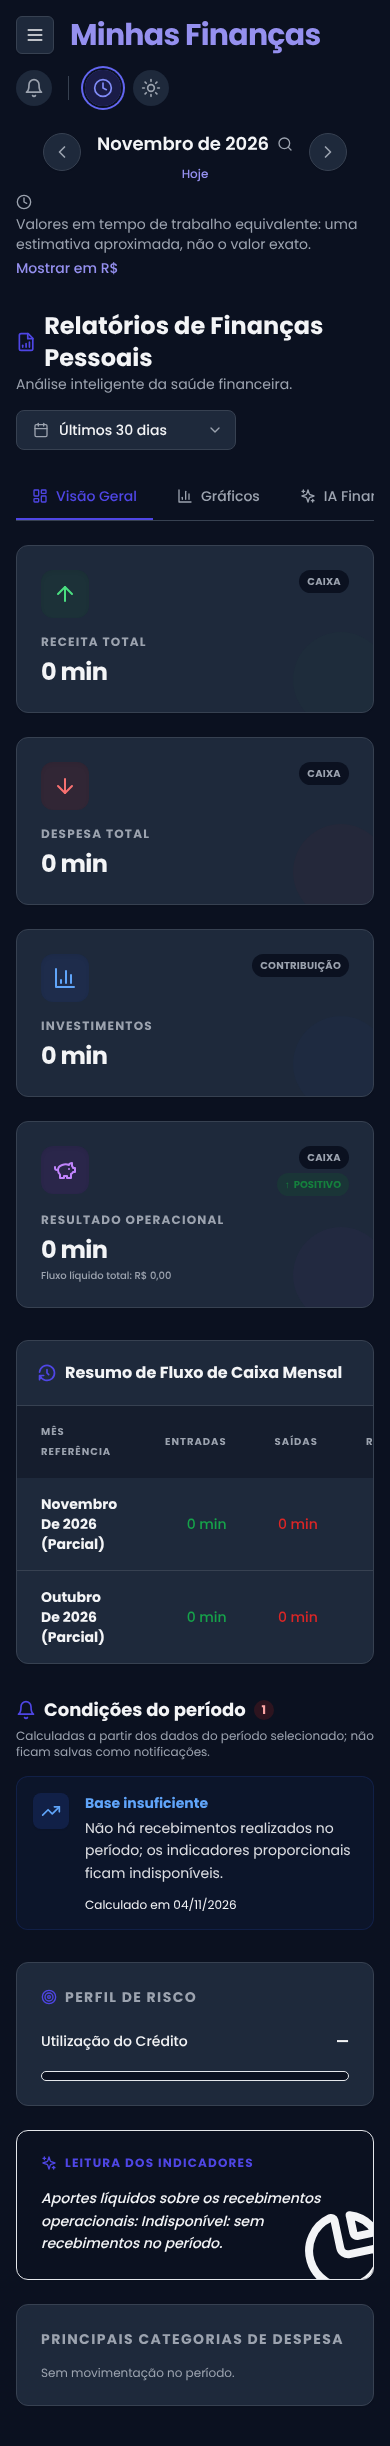 Minhas Finanças
Novembro de 2026
Hoje
Valores em tempo de trabalho equivalente: uma
estimativa aproximada, não o valor exato.
Mostrar em R$
Relatórios de Finanças
Pessoais
Análise inteligente da saúde financeira.
Últimos 30 dias
Visão Geral
Gráficos
IA Finan
CAIXA
RECEITA TOTAL
0 min
CAIXA
DESPESA TOTAL
0 min
CONTRIBUIÇÃO
INVESTIMENTOS
0 min
CAIXA
↑ POSITIVO
RESULTADO OPERACIONAL
0 min
Fluxo líquido total: R$ 0,00
Resumo de Fluxo de Caixa Mensal
MÊS
REFERÊNCIA
ENTRADAS
SAÍDAS
R
Novembro
De 2026
(Parcial)
0 min
0 min
Outubro
De 2026
(Parcial)
0 min
0 min
Condições do período
1
Calculadas a partir dos dados do período selecionado; não
ficam salvas como notificações.
Base insuficiente
Não há recebimentos realizados no
período; os indicadores proporcionais
ficam indisponíveis.
Calculado em 04/11/2026
PERFIL DE RISCO
Utilização do Crédito
—
LEITURA DOS INDICADORES
Aportes líquidos sobre os recebimentos
operacionais: Indisponível: sem
recebimentos no período.
PRINCIPAIS CATEGORIAS DE DESPESA
Sem movimentação no período.